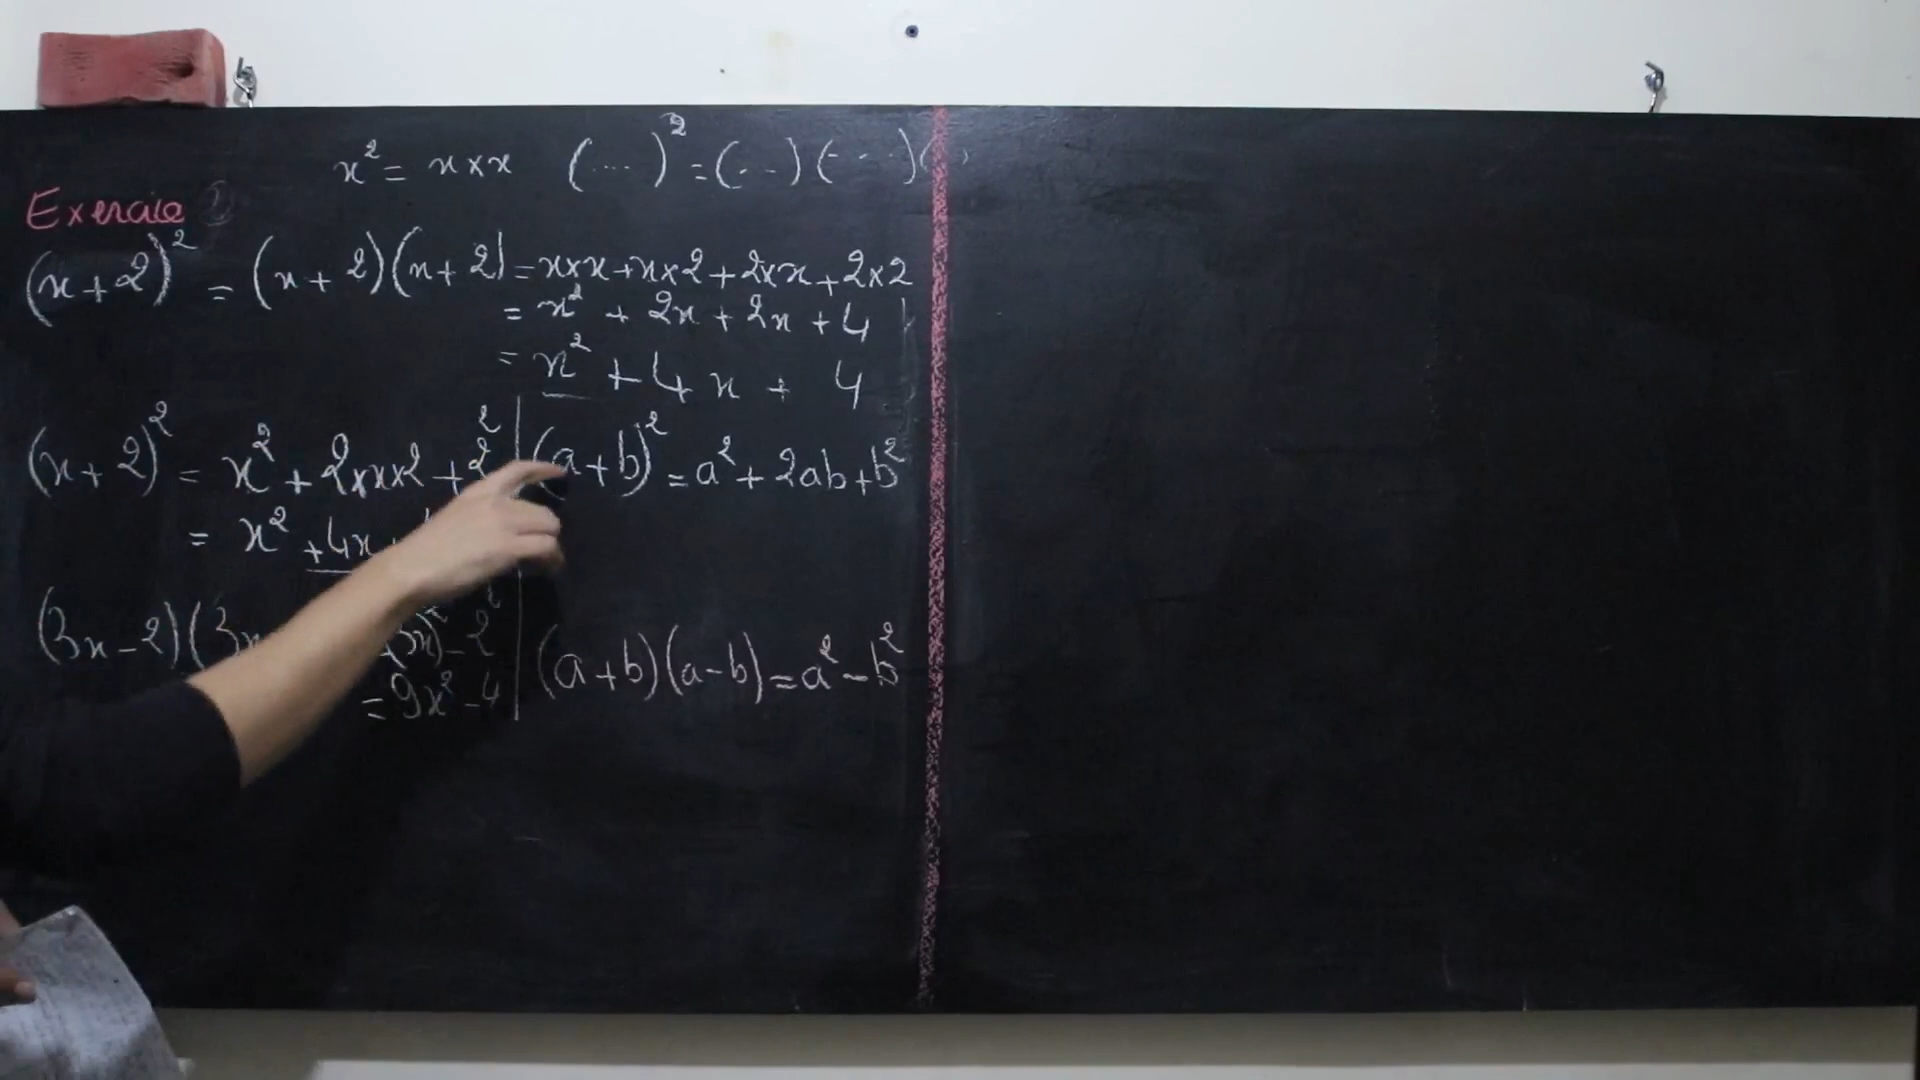 x² = x×x (...)² = (..)(...)(
Exercice ①
(x+2)² = (x+2)(x+2) = x×x+x×2+2×x+2×2
= x² + 2x + 2x + 4
= x² + 4x + 4
(x+2)² = x² + 2×x×2 + 2²
(a+b)² = a² + 2ab + b²
= x² + 4x
(3x-2)(3x (3x)² - 2²
(a+b)(a-b) = a² - b²
= 9x² - 4